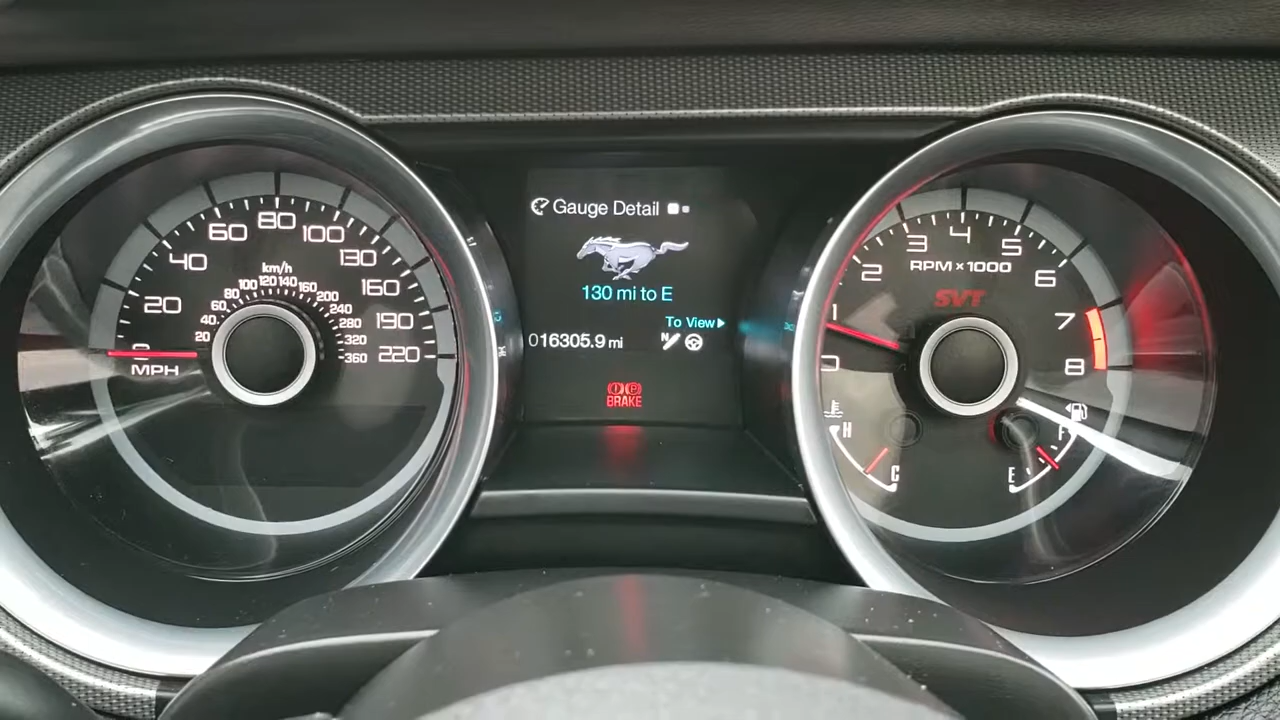 80
60
100
40
130
km/h
160
20
190
220
MPH
20
40
60
80
100
120
140
160
200
240
280
320
360
Gauge Detail
130 mi to E
To View
016305.9 mi
N
BRAKE
P
0
1
2
3
4
5
6
7
8
RPM x 1000
SVT
H
C
F
E